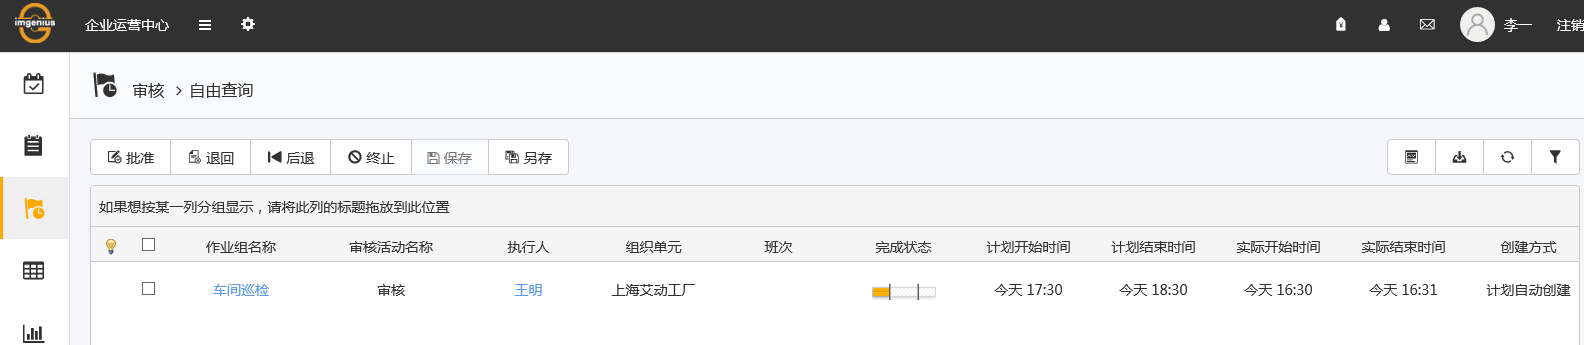 imgenius
企业运营中心
李一
注销
审核 > 自由查询
批准 退回 后退 终止 保存 另存
如果想按某一列分组显示，请将此列的标题拖放到此位置
作业组名称 审核活动名称 执行人 组织单元 班次 完成状态 计划开始时间 计划结束时间 实际开始时间 实际结束时间 创建方式
车间巡检 审核 王明 上海艾动工厂 今天 17:30 今天 18:30 今天 16:30 今天 16:31 计划自动创建